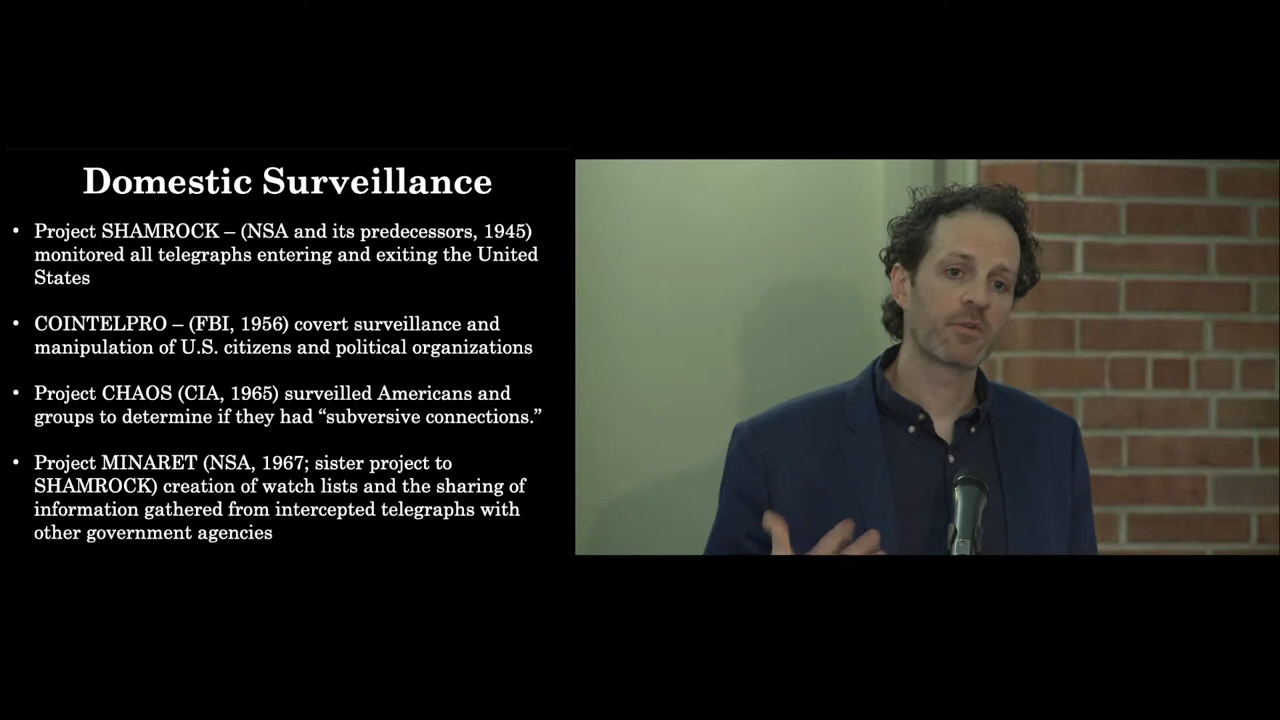 Domestic Surveillance
• Project SHAMROCK – (NSA and its predecessors, 1945)
monitored all telegraphs entering and exiting the United
States
• COINTELPRO – (FBI, 1956) covert surveillance and
manipulation of U.S. citizens and political organizations
• Project CHAOS (CIA, 1965) surveilled Americans and
groups to determine if they had “subversive connections.”
• Project MINARET (NSA, 1967; sister project to
SHAMROCK) creation of watch lists and the sharing of
information gathered from intercepted telegraphs with
other government agencies